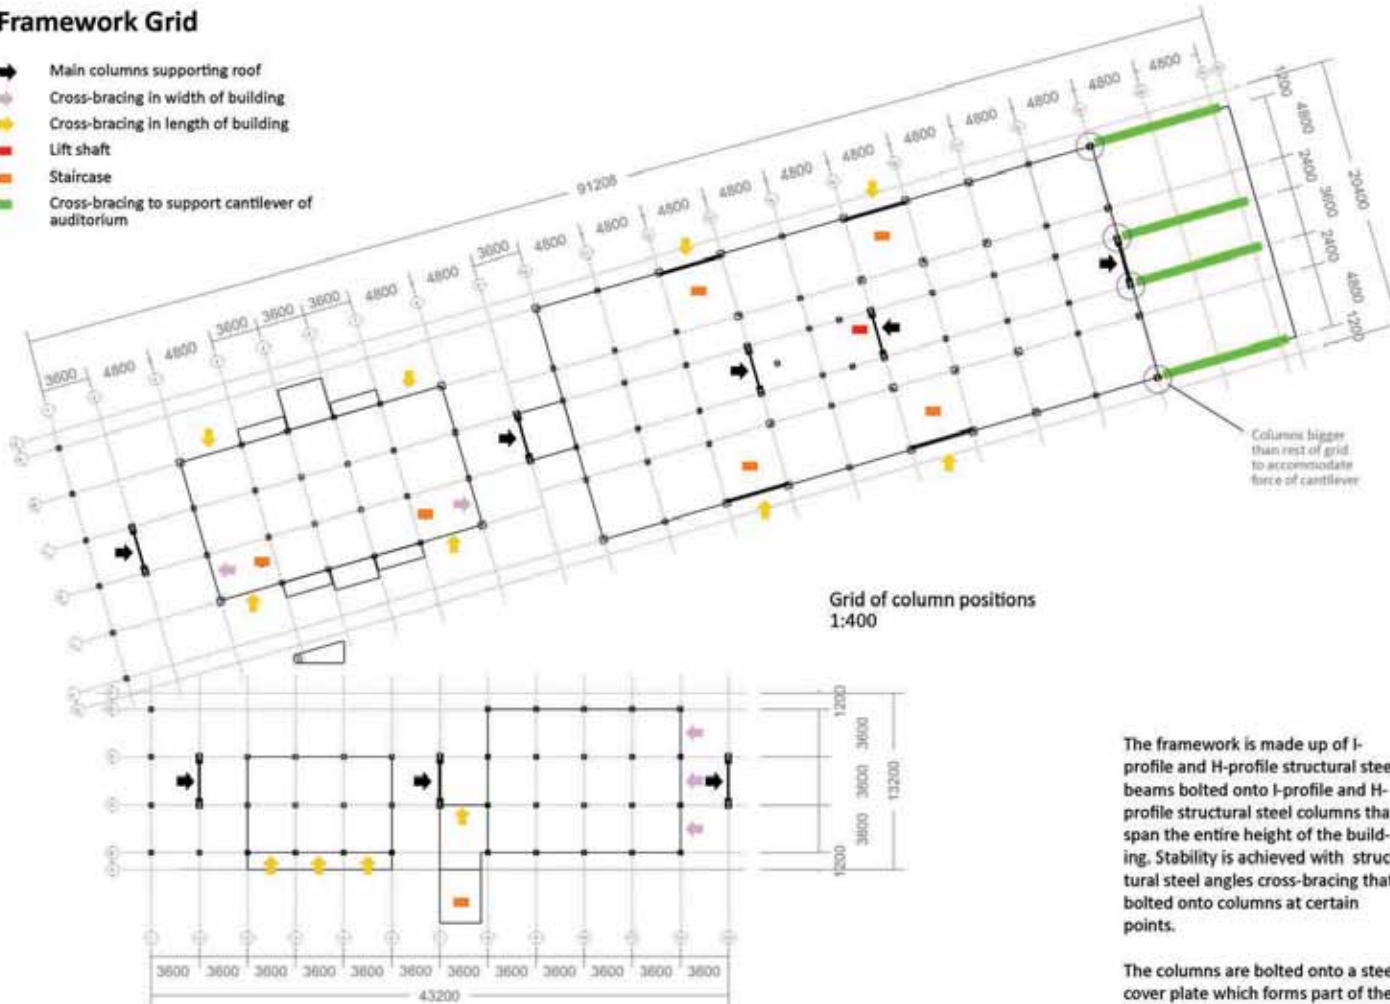 Framework Grid
Main columns supporting roof
Cross-bracing in width of building
Cross-bracing in length of building
Lift shaft
Staircase
Cross-bracing to support cantilever of
auditorium
91208
3600
4800
4800
3600
3600
3600
4800
4800
3600
4800
4800
4800
4800
4800
4800
4800
4800
4800
4800
4800
1200
4800
2400
3600
2400
4800
1200
20400
Columns bigger
than rest of grid
to accommodate
force of cantilever
Grid of column positions
1:400
1200
3600
3600
3600
1200
13200
3600 3600 3600 3600 3600 3600 3600 3600 3600 3600 3600 3600
43200
The framework is made up of I-
profile and H-profile structural stee
beams bolted onto I-profile and H-
profile structural steel columns tha
span the entire height of the build-
ing. Stability is achieved with struc
tural steel angles cross-bracing that
bolted onto columns at certain
points.
The columns are bolted onto a stee
cover plate which forms part of the